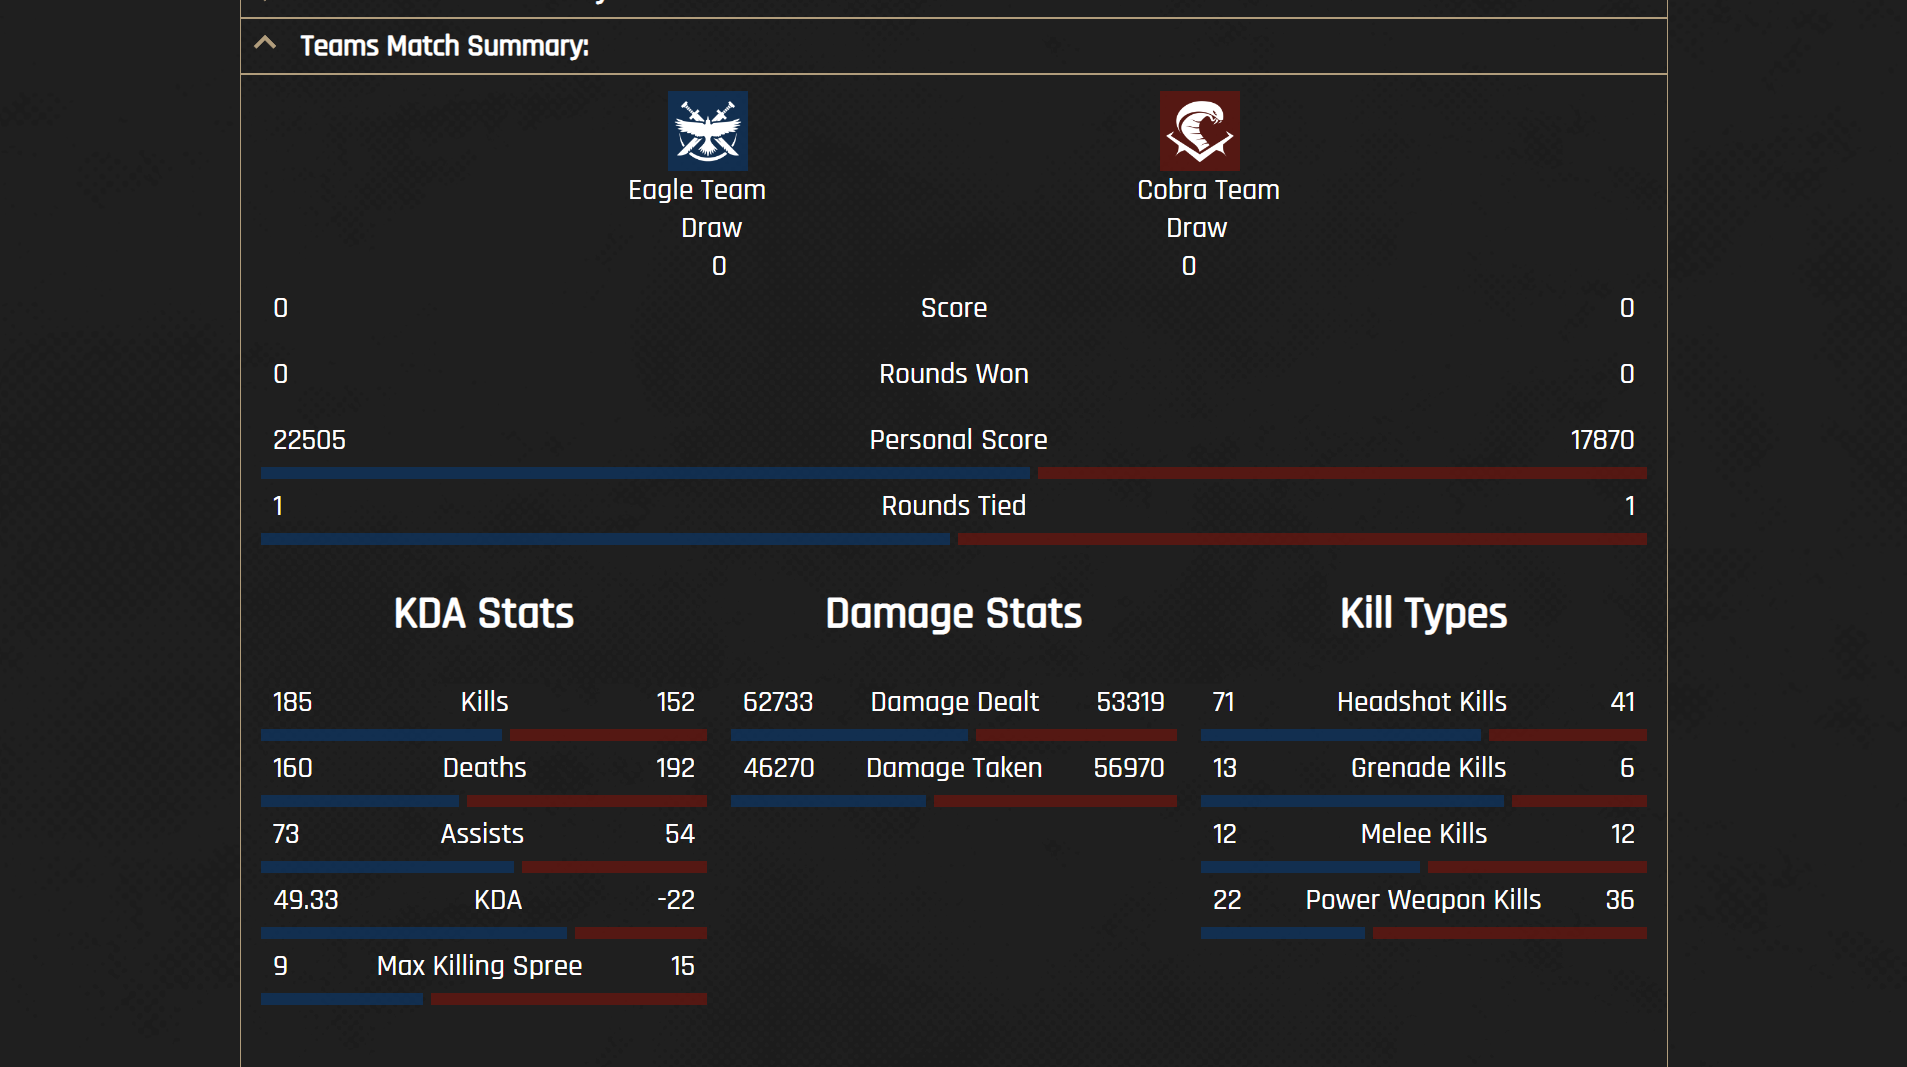 Teams Match Summary:
Eagle Team Cobra Team
Draw Draw
0 0
0 Score 0
0 Rounds Won 0
22505 Personal Score 17870
1 Rounds Tied 1
KDA Stats Damage Stats Kill Types
185 Kills 152 62733 Damage Dealt 53319 71 Headshot Kills 41
160 Deaths 192 46270 Damage Taken 56970 13 Grenade Kills 6
73 Assists 54 12 Melee Kills 12
49.33 KDA -22 22 Power Weapon Kills 36
9 Max Killing Spree 15